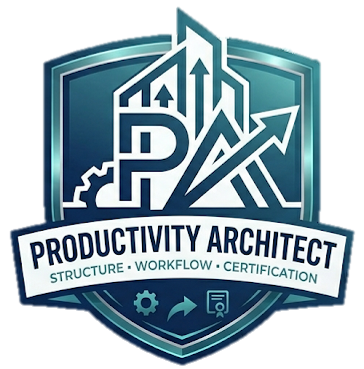 PA
PRODUCTIVITY ARCHITECT
STRUCTURE • WORKFLOW • CERTIFICATION